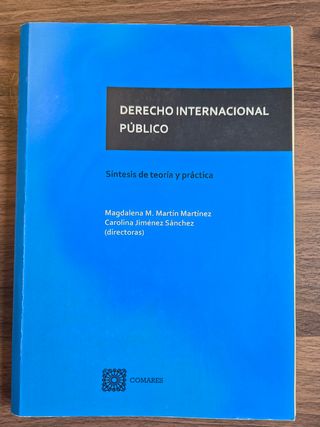 DERECHO INTERNACIONAL
PÚBLICO
Síntesis de teoría y práctica
Magdalena M. Martín Martínez
Carolina Jiménez Sánchez
(directoras)
COMARES